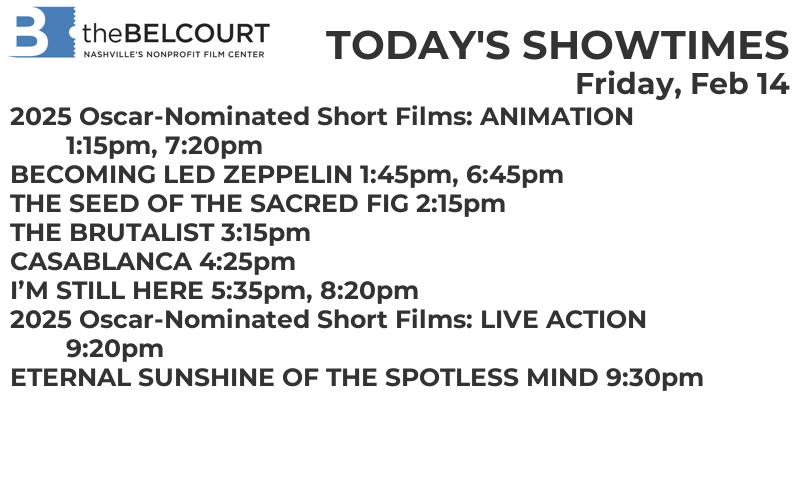 B theBELCOURT
NASHVILLE'S NONPROFIT FILM CENTER
TODAY'S SHOWTIMES
Friday, Feb 14
2025 Oscar-Nominated Short Films: ANIMATION
1:15pm, 7:20pm
BECOMING LED ZEPPELIN 1:45pm, 6:45pm
THE SEED OF THE SACRED FIG 2:15pm
THE BRUTALIST 3:15pm
CASABLANCA 4:25pm
I’M STILL HERE 5:35pm, 8:20pm
2025 Oscar-Nominated Short Films: LIVE ACTION
9:20pm
ETERNAL SUNSHINE OF THE SPOTLESS MIND 9:30pm